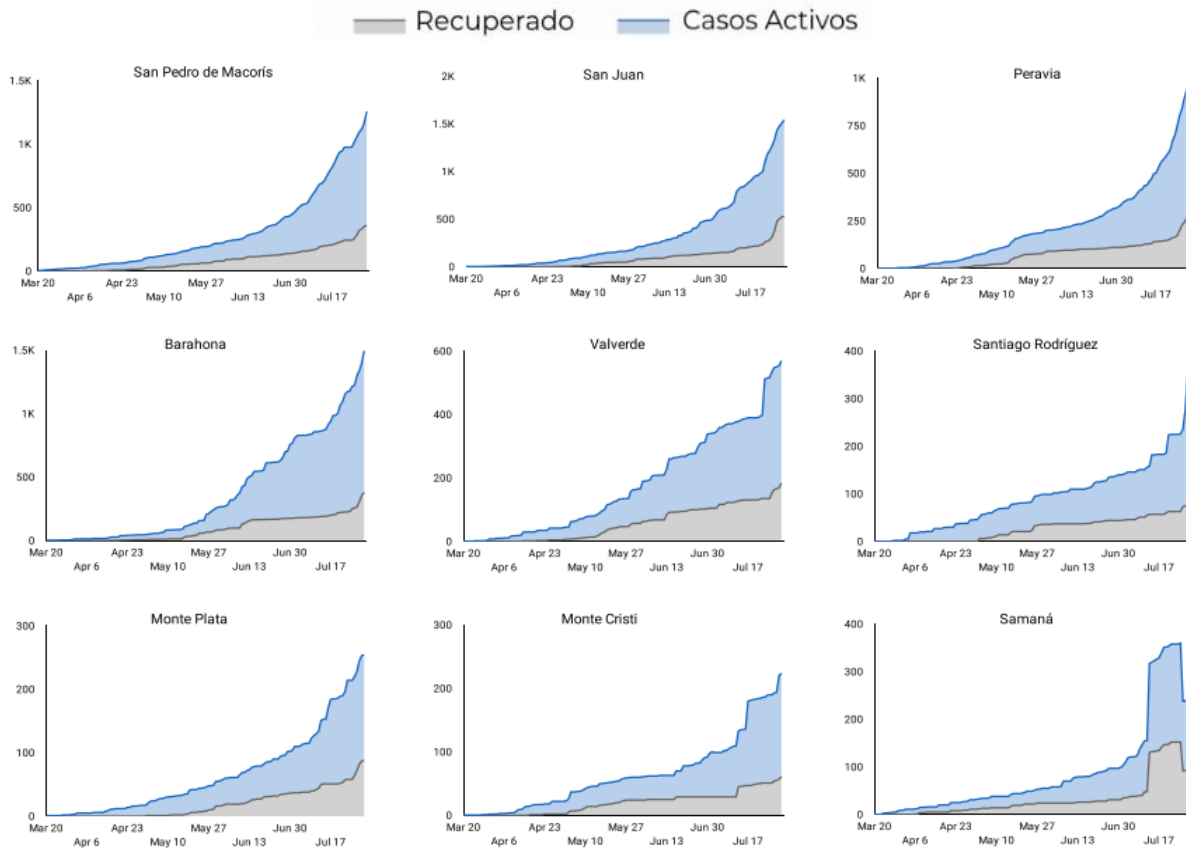 Recuperado Casos Activos
San Pedro de Macorís
1.5K
1K
500
0
Mar 20 Apr 23 May 27 Jun 30
Apr 6 May 10 Jun 13 Jul 17
San Juan
2K
1.5K
1K
500
0
Mar 20 Apr 23 May 27 Jun 30
Apr 6 May 10 Jun 13 Jul 17
Peravia
1K
750
500
250
0
Mar 20 Apr 23 May 27 Jun 30
Apr 6 May 10 Jun 13 Jul 17
Barahona
1.5K
1K
500
0
Mar 20 Apr 23 May 27 Jun 30
Apr 6 May 10 Jun 13 Jul 17
Valverde
600
400
200
0
Mar 20 Apr 23 May 27 Jun 30
Apr 6 May 10 Jun 13 Jul 17
Santiago Rodríguez
400
300
200
100
0
Mar 20 Apr 23 May 27 Jun 30
Apr 6 May 10 Jun 13 Jul 17
Monte Plata
300
200
100
0
Mar 20 Apr 23 May 27 Jun 30
Apr 6 May 10 Jun 13 Jul 17
Monte Cristi
300
200
100
0
Mar 20 Apr 23 May 27 Jun 30
Apr 6 May 10 Jun 13 Jul 17
Samaná
400
300
200
100
0
Mar 20 Apr 23 May 27 Jun 30
Apr 6 May 10 Jun 13 Jul 17